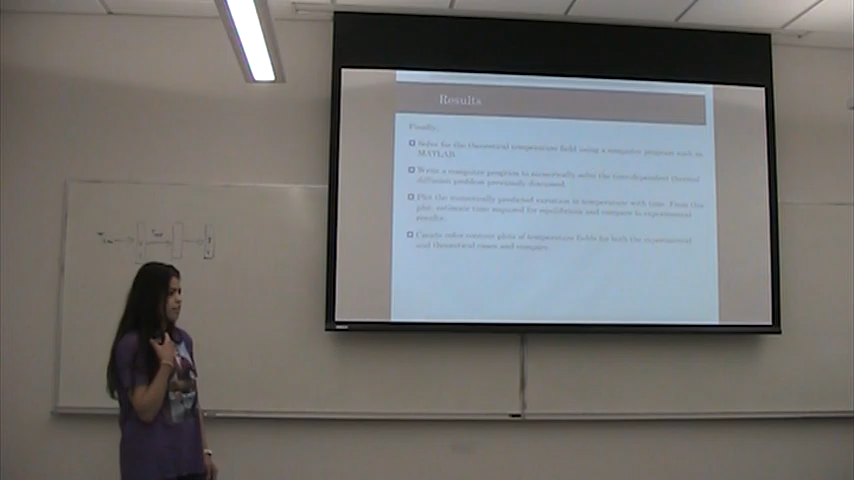 Results
Finally,
Solve for the theoretical temperature field using a computer program such as
MATLAB.
Write a computer program to numerically solve the time-dependent thermal
diffusion problem previously discussed.
Plot the numerically predicted variation in temperature with time. From this
plot, estimate time required for equilibrium and compare to experimental
results.
Create color contour plots of temperature fields for both the experimental
and theoretical cases and compare.